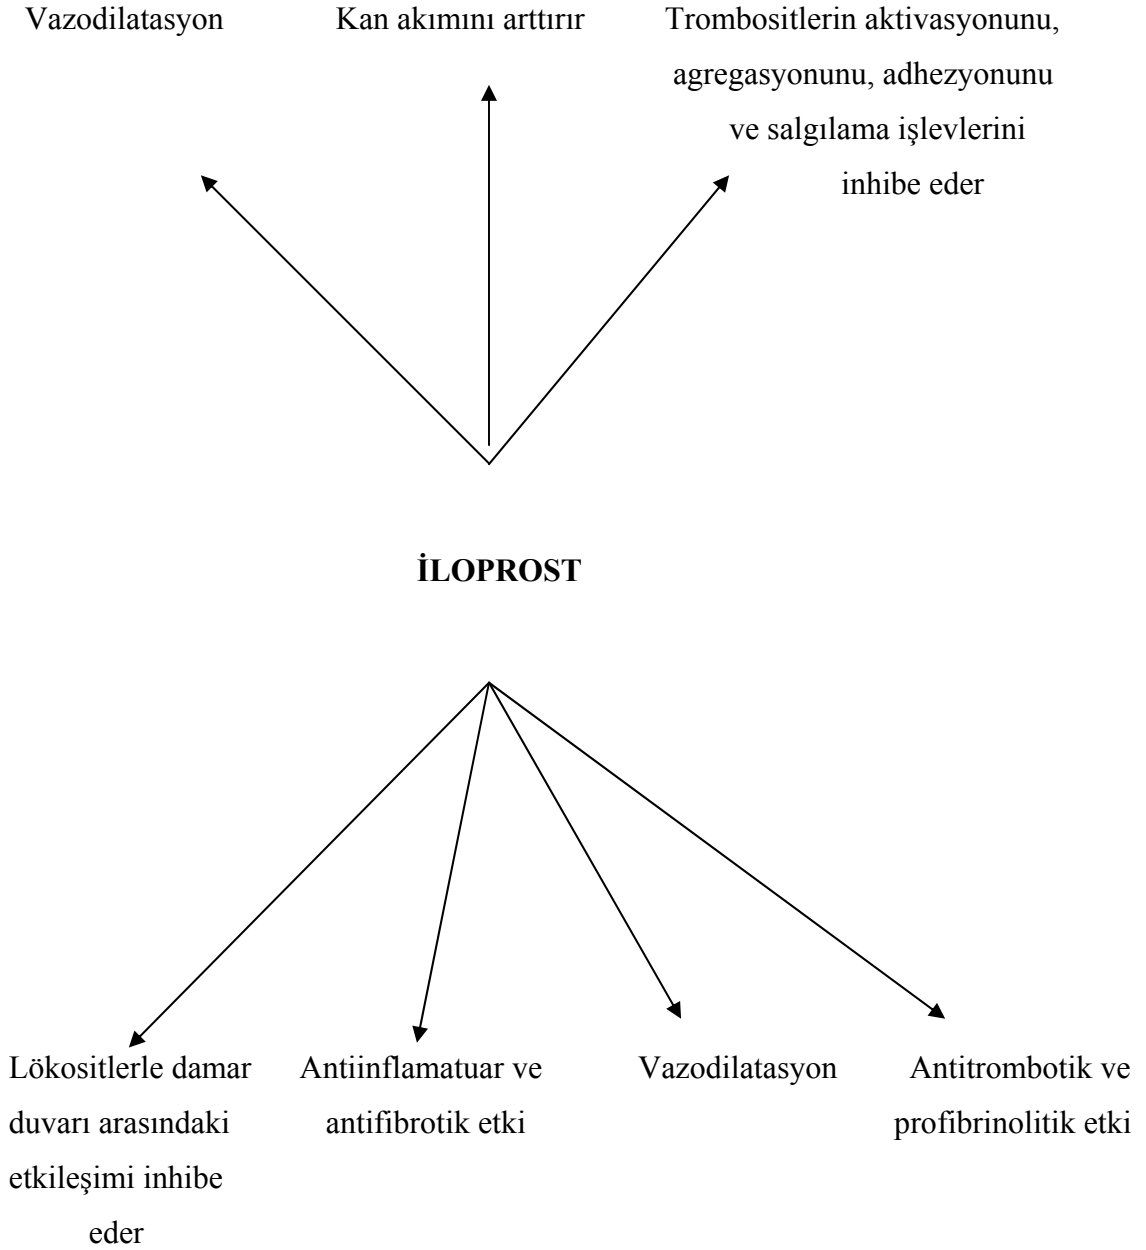 Vazodilatasyon
Kan akımını arttırır
Trombositlerin aktivasyonunu,
agregasyonunu, adhezyonunu
ve salgılama işlevlerini
inhibe eder
İLOPROST
Lökositlerle damar
duvarı arasındaki
etkileşimi inhibe
eder
Antiinflamatuar ve
antifibrotik etki
Vazodilatasyon
Antitrombotik ve
profibrinolitik etki